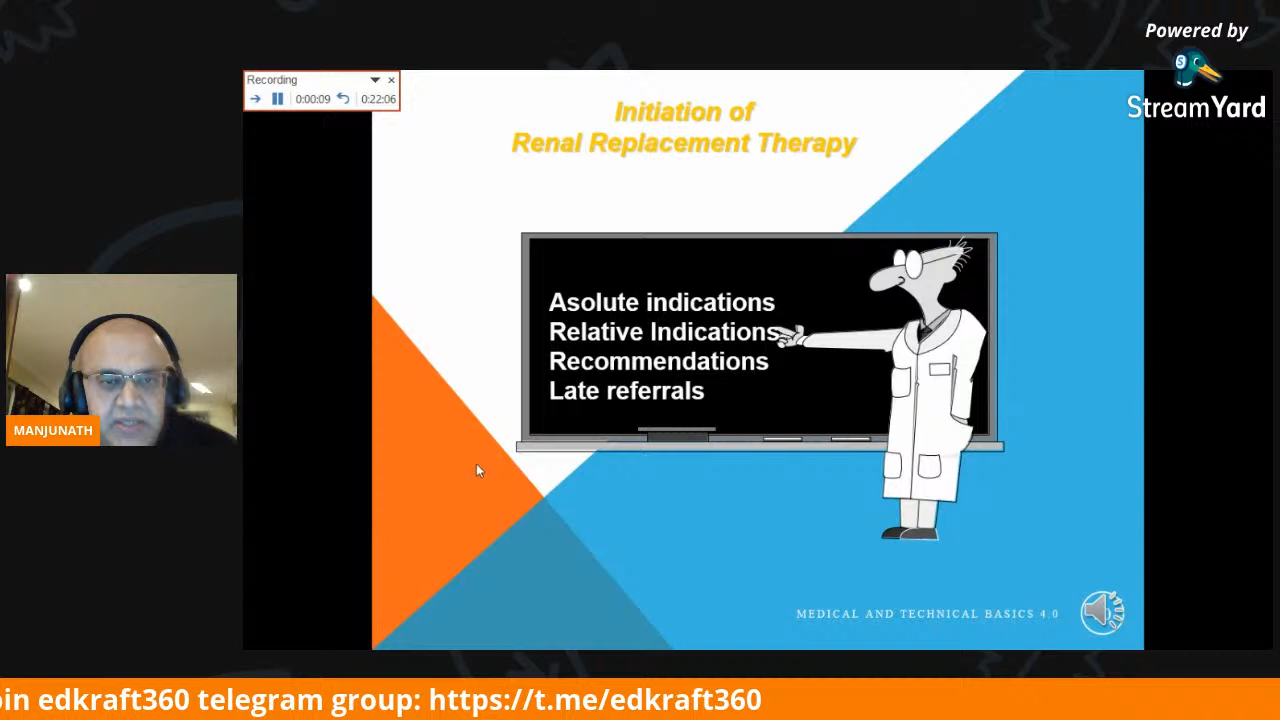 Powered by
StreamYard
Recording
0:00:09 0:22:06
Initiation of
Renal Replacement Therapy
Asolute indications
Relative Indications
Recommendations
Late referrals
MANJUNATH
MEDICAL AND TECHNICAL BASICS 4.0
oin edkraft360 telegram group: https://t.me/edkraft360